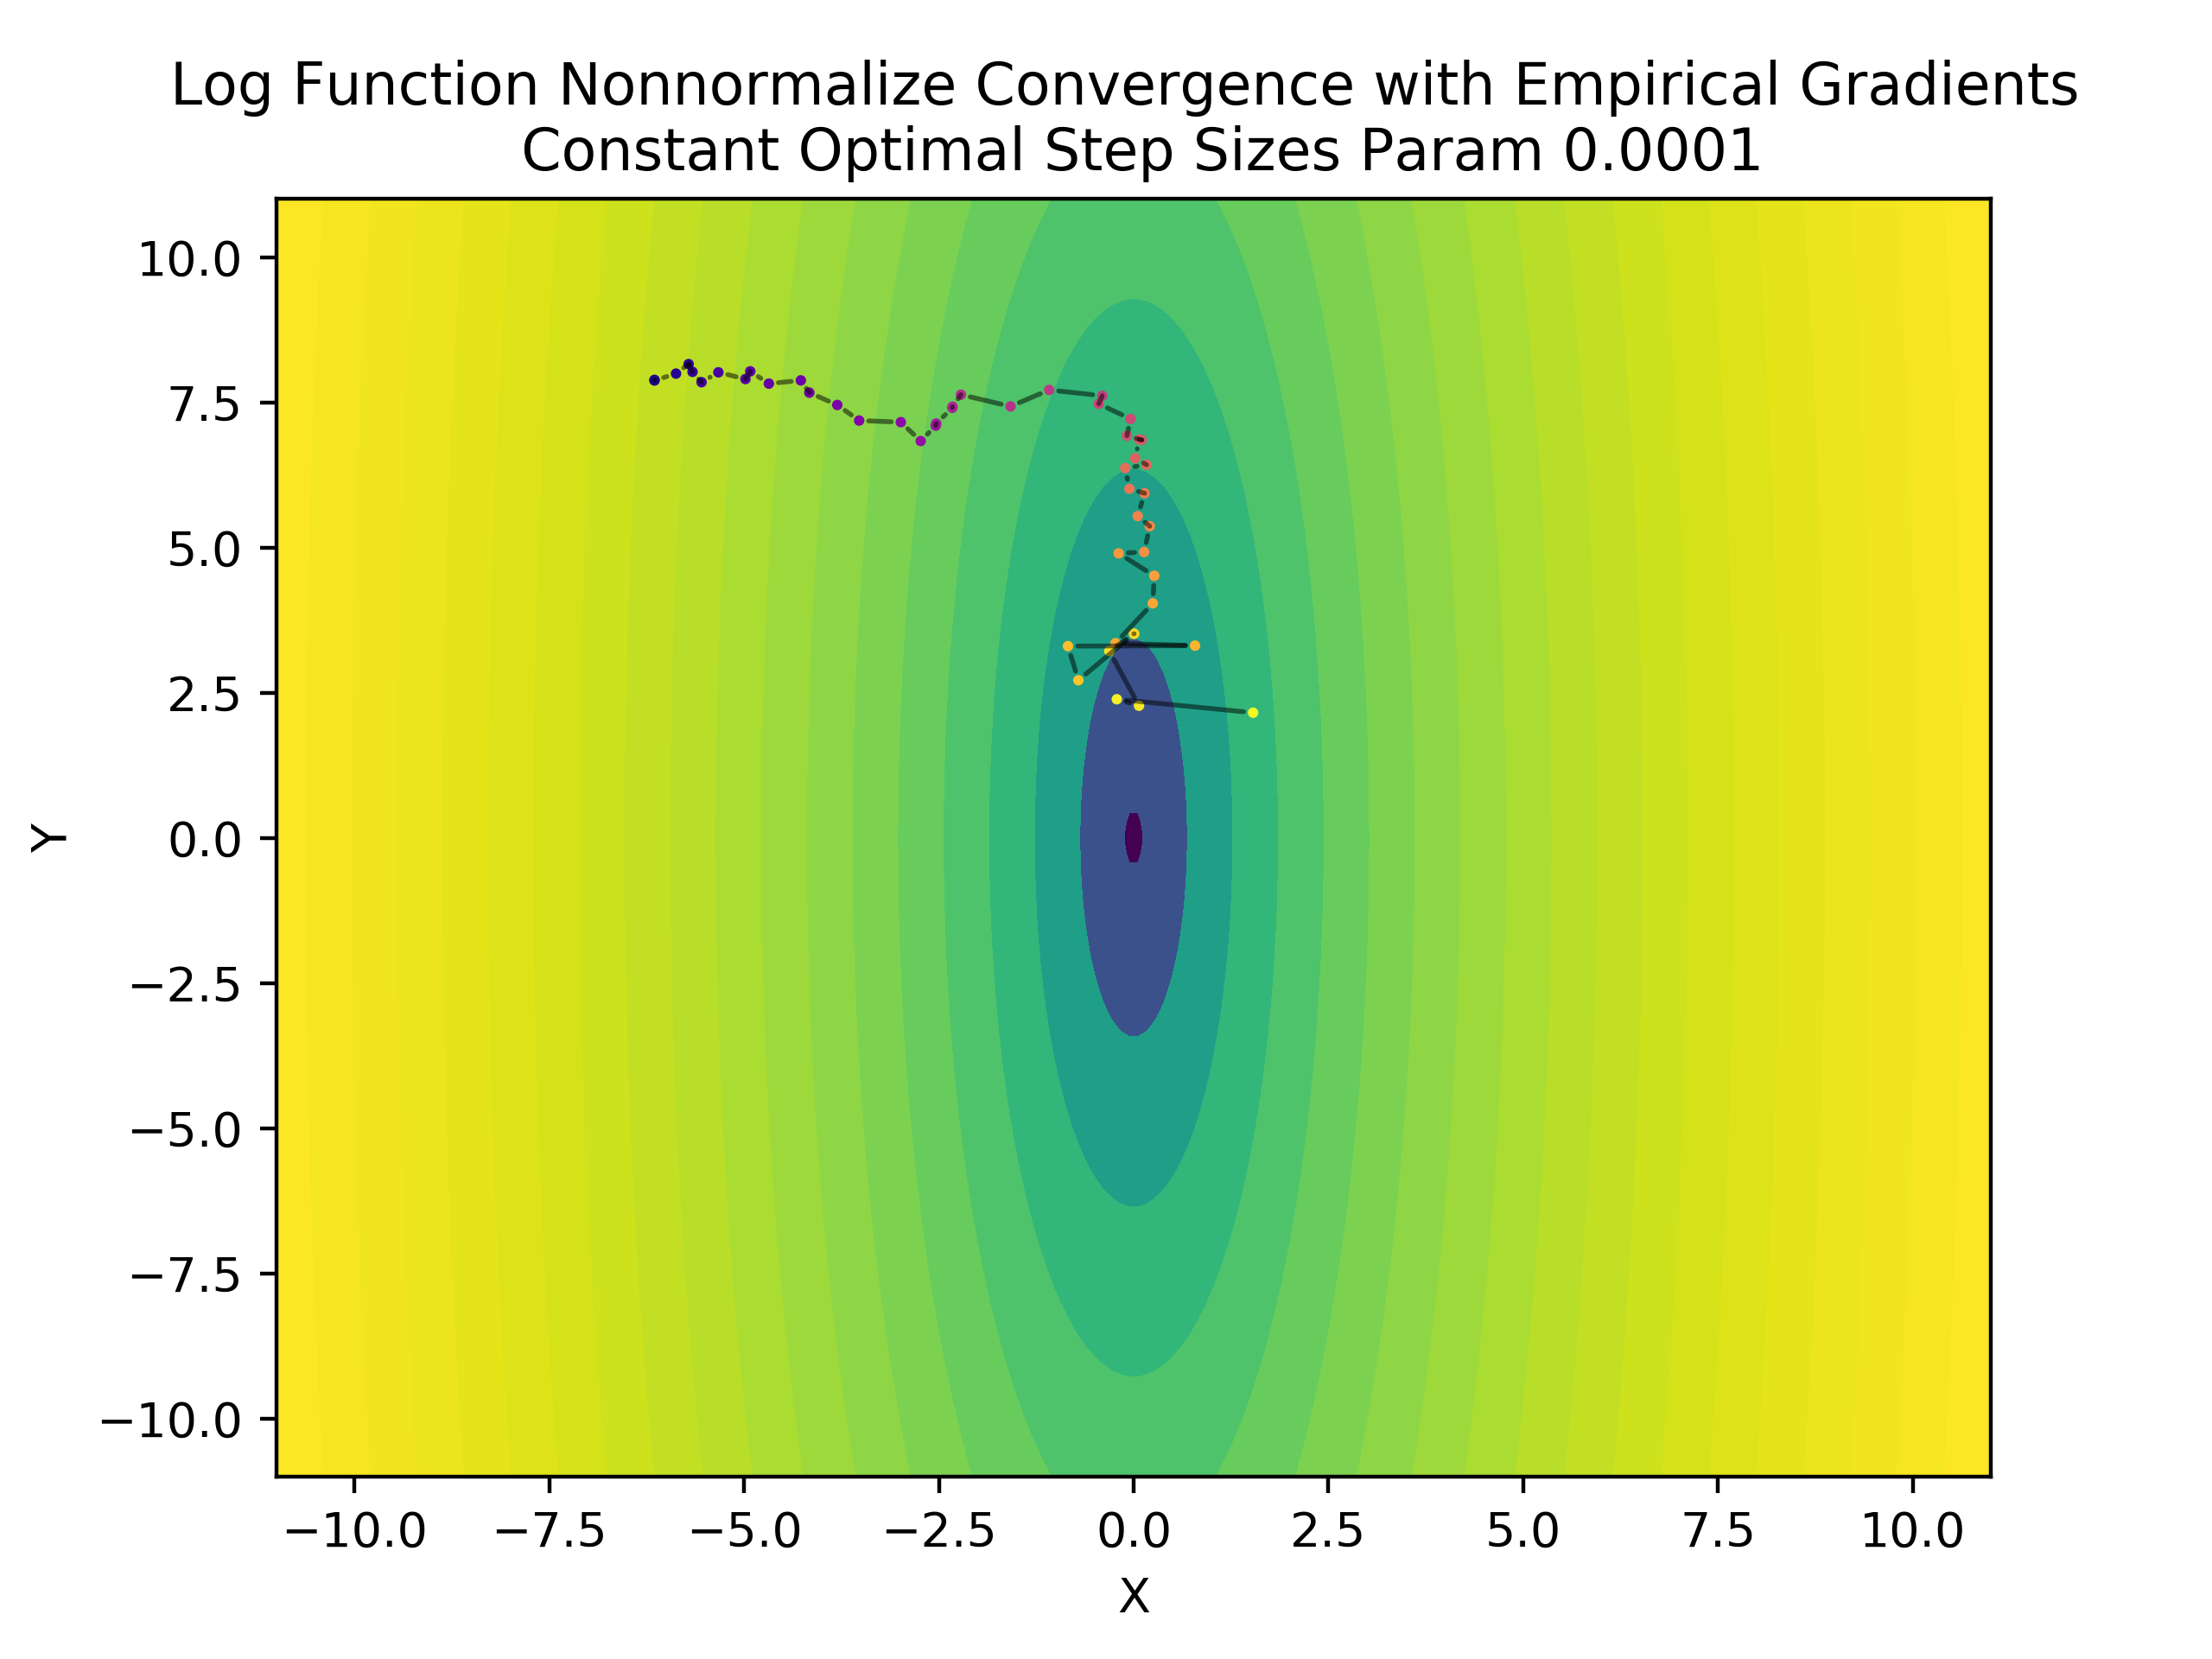 Log Function Nonnormalize Convergence with Empirical Gradients
Constant Optimal Step Sizes Param 0.0001
10.0
7.5
5.0
2.5
0.0
−2.5
−5.0
−7.5
−10.0
Y
−10.0 −7.5 −5.0 −2.5 0.0 2.5 5.0 7.5 10.0
X